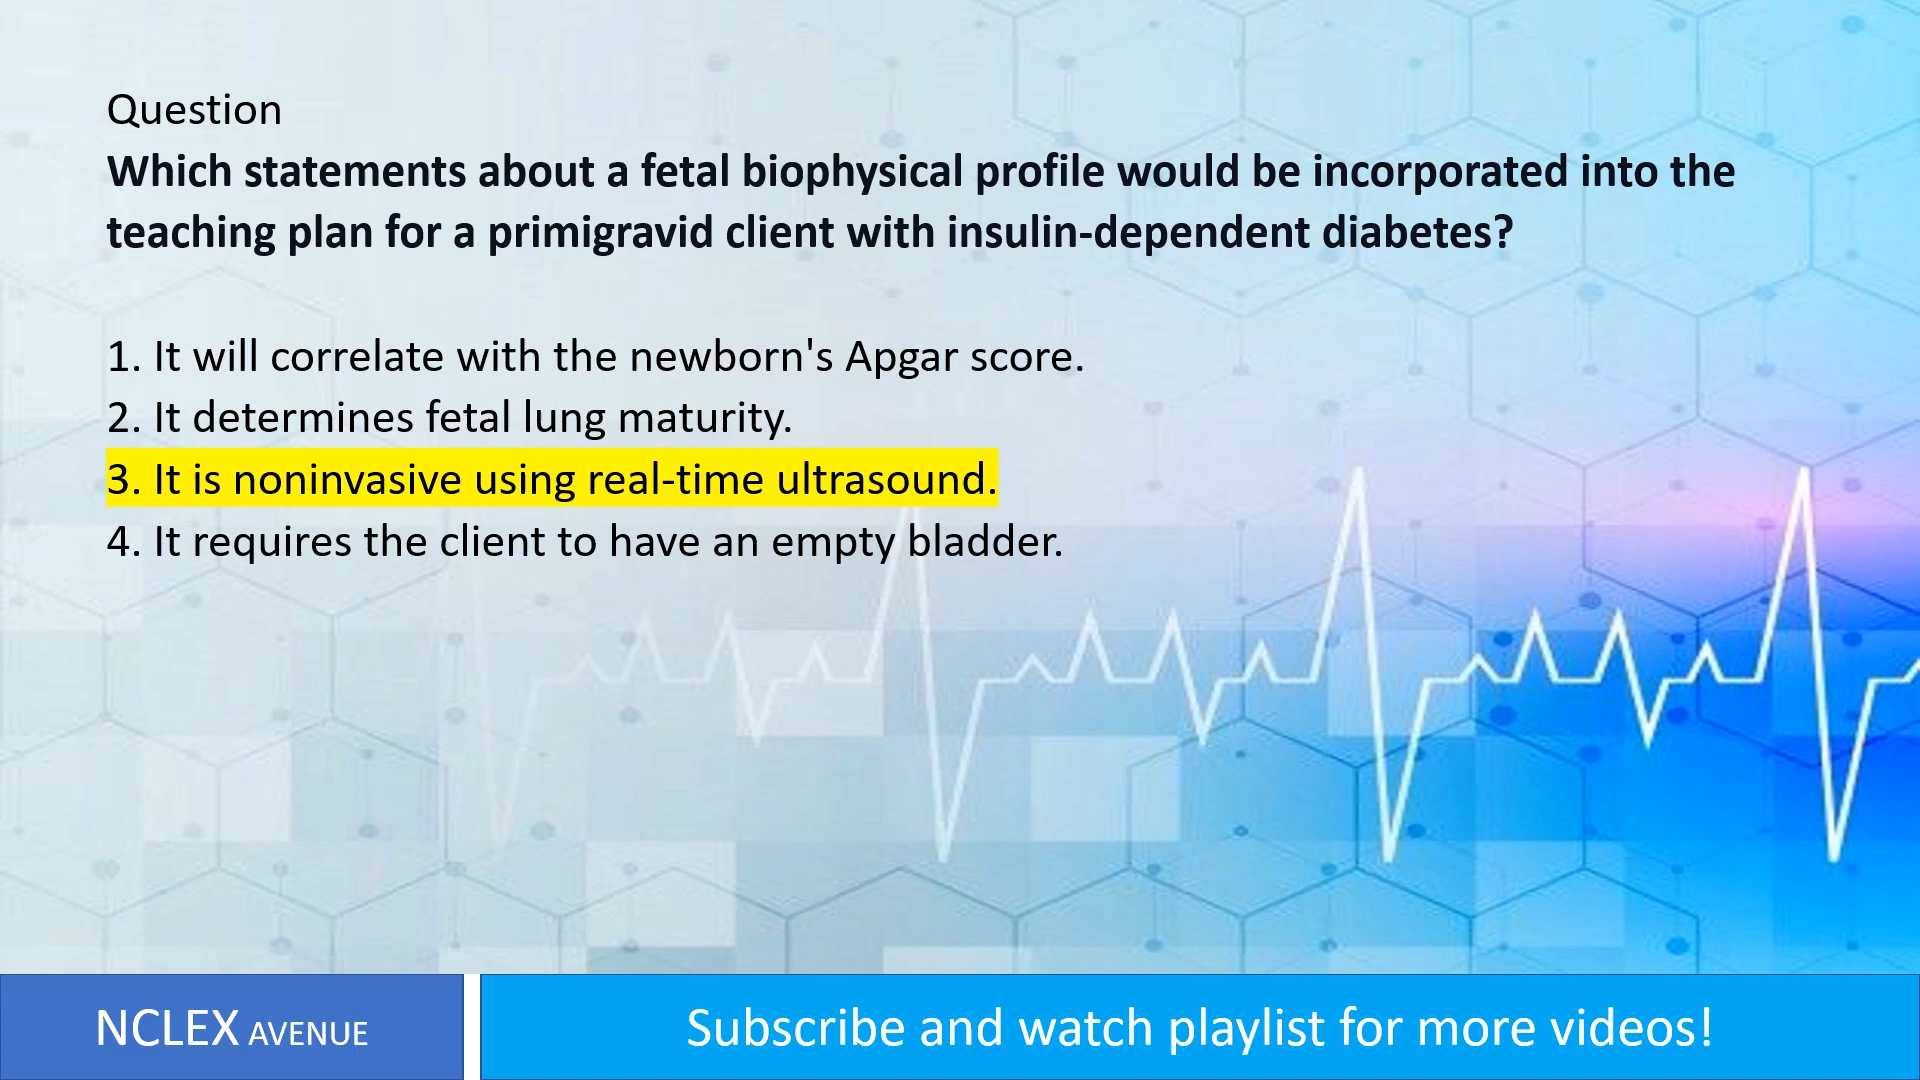 Question
Which statements about a fetal biophysical profile would be incorporated into the
teaching plan for a primigravid client with insulin-dependent diabetes?
1. It will correlate with the newborn's Apgar score.
2. It determines fetal lung maturity.
3. It is noninvasive using real-time ultrasound.
4. It requires the client to have an empty bladder.
NCLEX AVENUE
Subscribe and watch playlist for more videos!